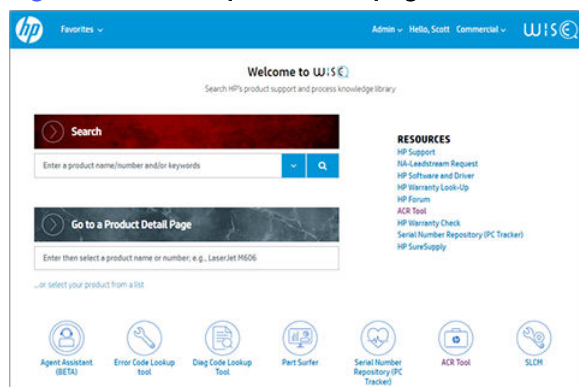 hp
Favorites
Admin
Hello, Scott
Commercial
WISE
Welcome to WISE
Search HP's product support and process knowledge library
Search
Enter a product name/number and/or keywords
Go to a Product Detail Page
Enter then select a product name or number, e.g., LaserJet M606
...or select your product from a list
RESOURCES
HP Support
NA-Leadstream Request
HP Software and Driver
HP Warranty Look-Up
HP Forum
ACR Tool
HP Warranty Check
Serial Number Repository (PC Tracker)
HP SureSupply
Agent Assistant
(BETA)
Error Code Lookup
tool
Diag Code Lookup
Tool
Part Surfer
Serial Number
Repository (PC
Tracker)
ACR Tool
SLCM